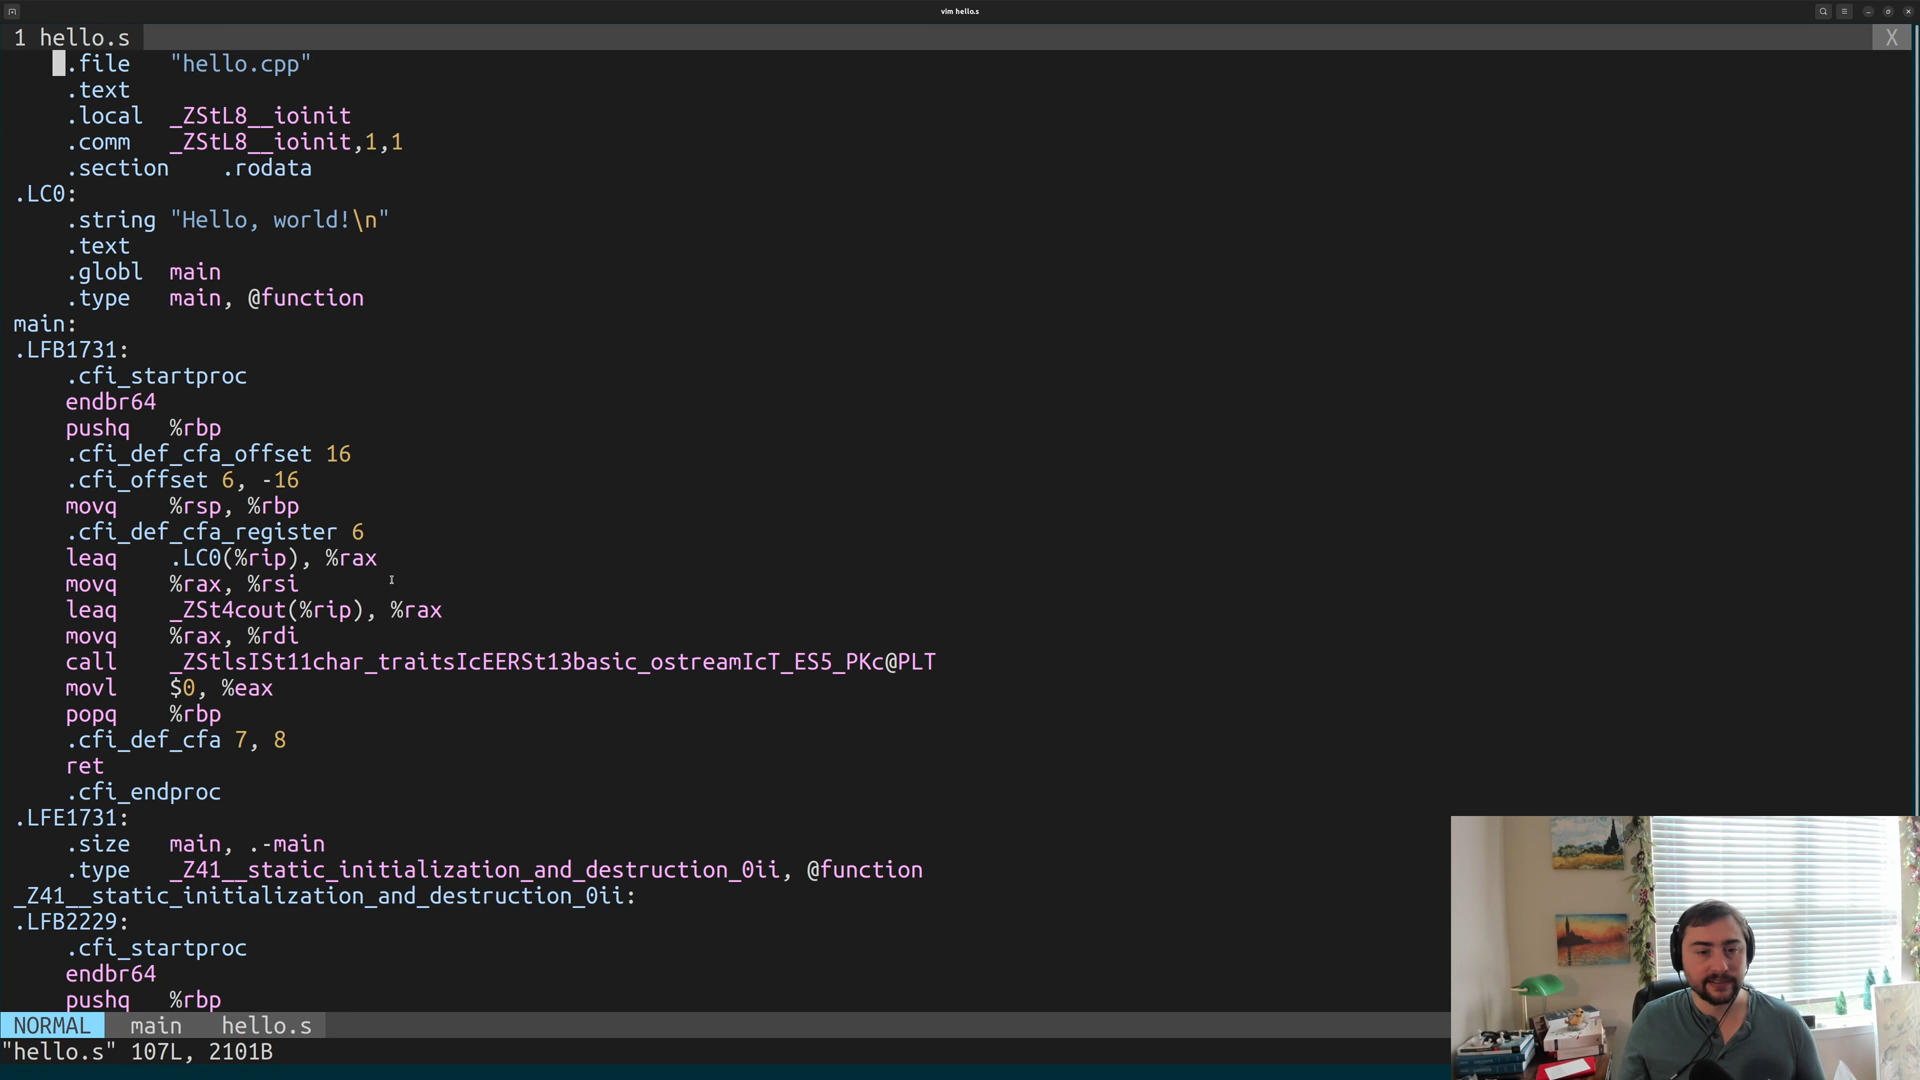 vim hello.s
1 hello.s X
.file "hello.cpp"
.text
.local _ZStL8__ioinit
.comm _ZStL8__ioinit,1,1
.section .rodata
.LC0:
.string "Hello, world!\n"
.text
.globl main
.type main, @function
main:
.LFB1731:
.cfi_startproc
endbr64
pushq %rbp
.cfi_def_cfa_offset 16
.cfi_offset 6, -16
movq %rsp, %rbp
.cfi_def_cfa_register 6
leaq .LC0(%rip), %rax
movq %rax, %rsi
leaq _ZSt4cout(%rip), %rax
movq %rax, %rdi
call _ZStlsISt11char_traitsIcEERSt13basic_ostreamIcT_ES5_PKc@PLT
movl $0, %eax
popq %rbp
.cfi_def_cfa 7, 8
ret
.cfi_endproc
.LFE1731:
.size main, .-main
.type _Z41__static_initialization_and_destruction_0ii, @function
_Z41__static_initialization_and_destruction_0ii:
.LFB2229:
.cfi_startproc
endbr64
pushq %rbp
NORMAL main hello.s
"hello.s" 107L, 2101B